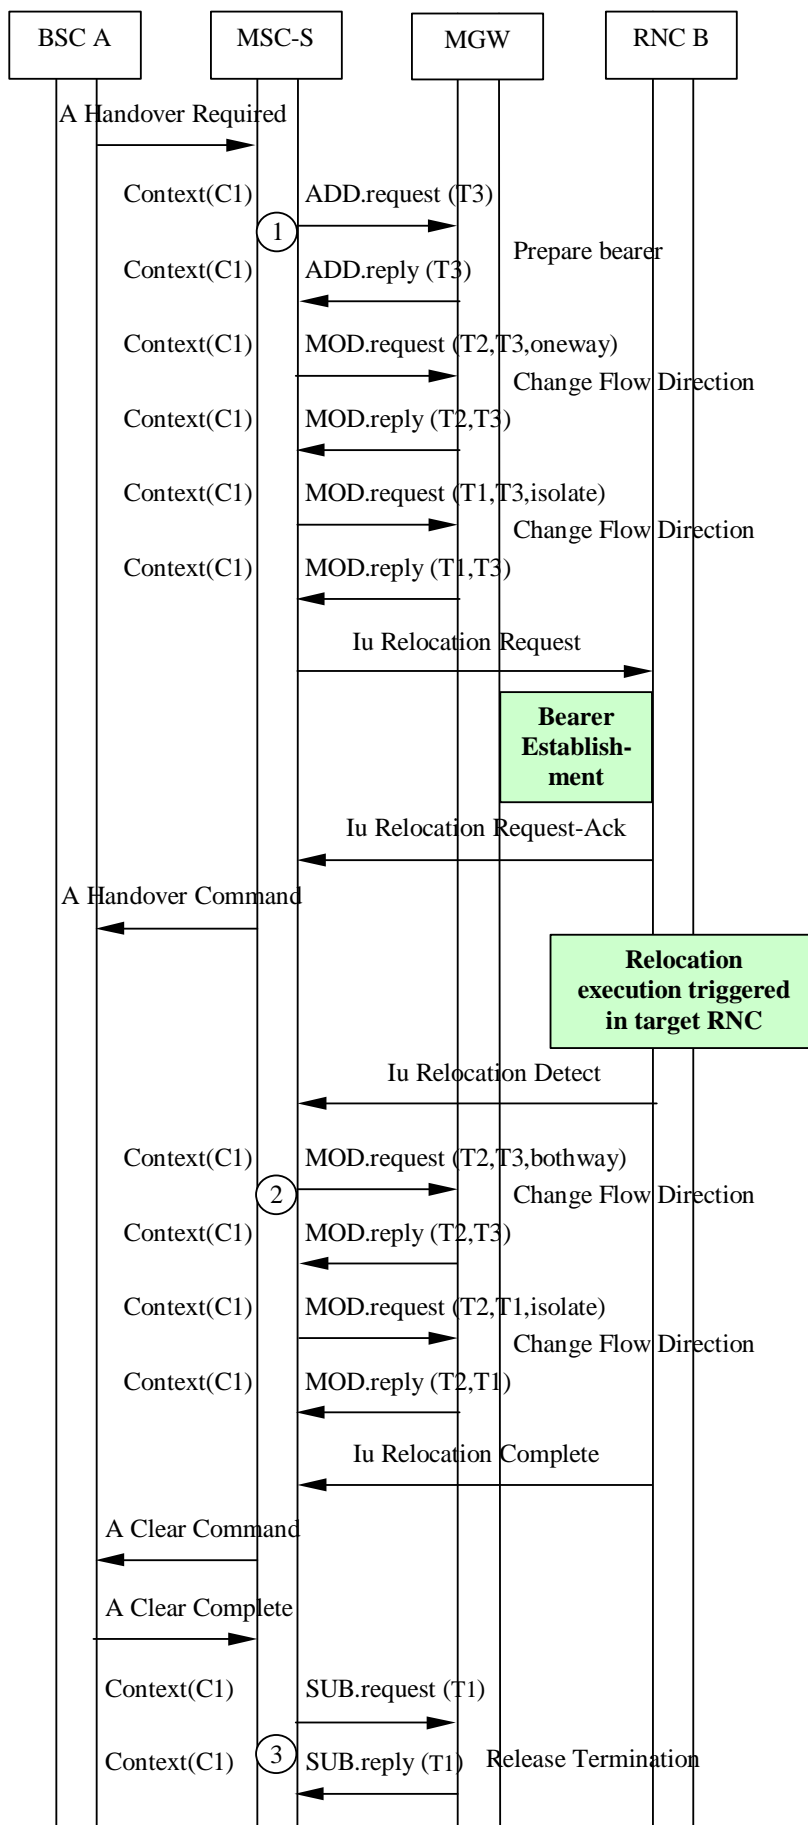 BSC A MSC-S MGW RNC B
A Handover Required
Context(C1) ADD.request (T3)
1
Prepare bearer
Context(C1) ADD.reply (T3)
Context(C1) MOD.request (T2,T3,oneway)
Change Flow Direction
Context(C1) MOD.reply (T2,T3)
Context(C1) MOD.request (T1,T3,isolate)
Change Flow Direction
Context(C1) MOD.reply (T1,T3)
Iu Relocation Request
Bearer
Establish-
ment
Iu Relocation Request-Ack
A Handover Command
Relocation
execution triggered
in target RNC
Iu Relocation Detect
Context(C1) MOD.request (T2,T3,bothway)
2 Change Flow Direction
Context(C1) MOD.reply (T2,T3)
Context(C1) MOD.request (T2,T1,isolate)
Change Flow Direction
Context(C1) MOD.reply (T2,T1)
Iu Relocation Complete
A Clear Command
A Clear Complete
Context(C1) SUB.request (T1)
3
Context(C1) SUB.reply (T1) Release Termination